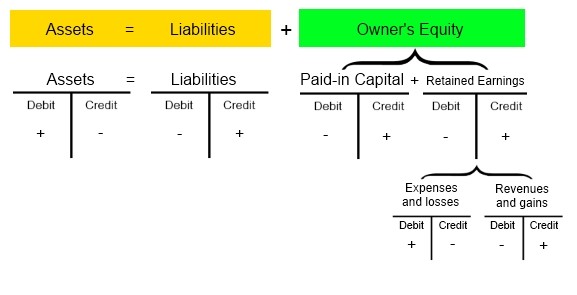 Assets = Liabilities + Owner's Equity
Assets = Liabilities Paid-in Capital + Retained Earnings
Debit Credit Debit Credit Debit Credit Debit Credit
+ - - + - + - +
Expenses and losses
Revenues and gains
Debit Credit Debit Credit
+ - - +